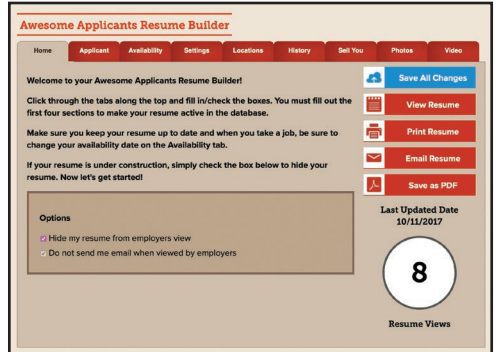 Awesome Applicants Resume Builder
Home Applicant Availability Settings Locations History Sell You Photos Video
Welcome to your Awesome Applicants Resume Builder!
Click through the tabs along the top and fill in/check the boxes. You must fill out the
first four sections to make your resume active in the database.
Make sure you keep your resume up to date and when you take a job, be sure to
change your availability date on the Availability tab.
If your resume is under construction, simply check the box below to hide your
resume. Now let's get started!
Options
Hide my resume from employers view
Do not send me email when viewed by employers
Save All Changes
View Resume
Print Resume
Email Resume
Save as PDF
Last Updated Date
10/11/2017
8
Resume Views